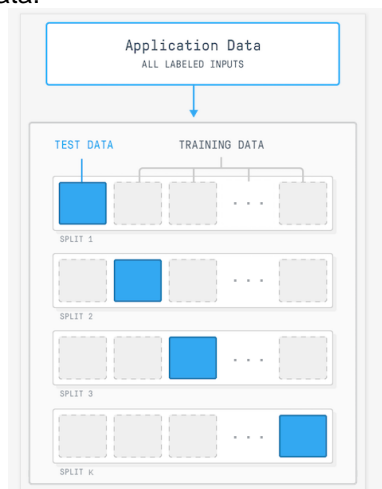 Application Data
ALL LABELED INPUTS
TEST DATA TRAINING DATA
SPLIT 1
SPLIT 2
SPLIT 3
SPLIT K